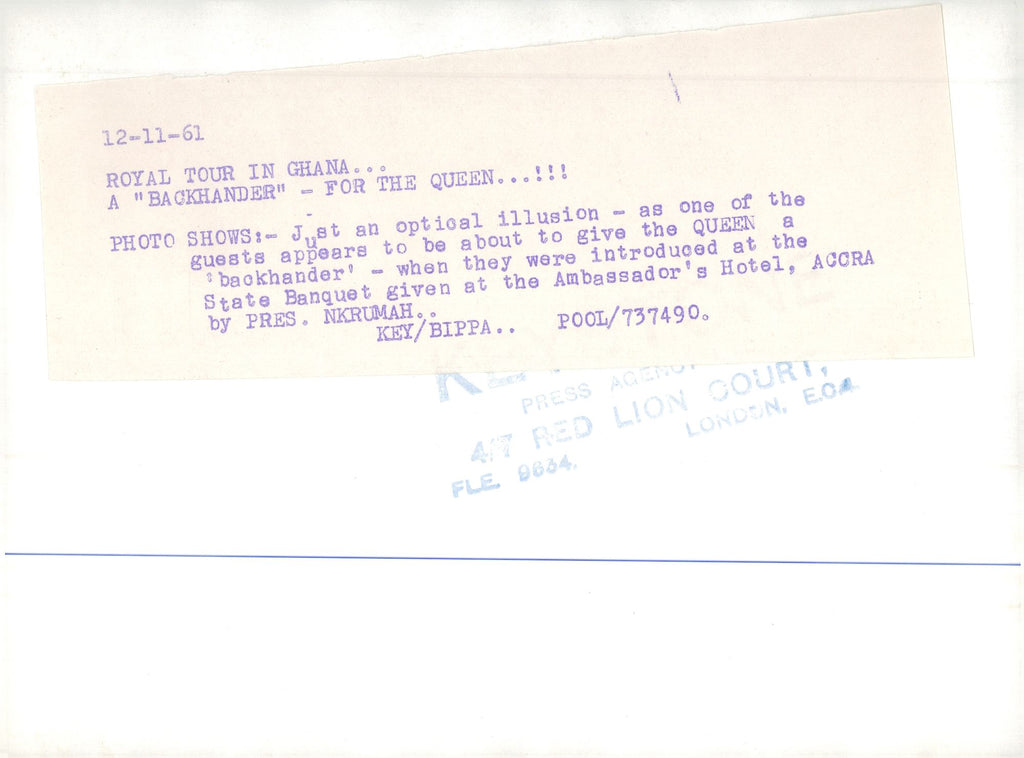 12-11-61
ROYAL TOUR IN GHANA...
A "BACKHANDER" - FOR THE QUEEN...!!!
PHOTO SHOWS:- Just an optical illusion - as one of the
guests appears to be about to give the QUEEN a
'backhander' - when they were introduced at the
State Banquet given at the Ambassador's Hotel, ACCRA
by PRES. NKRUMAH..
KEY/BIPPA.. POOL/737490.
PRESS AGENCY
4/7 RED LION COURT,
LONDON, E.C.4
FLE. 9634.